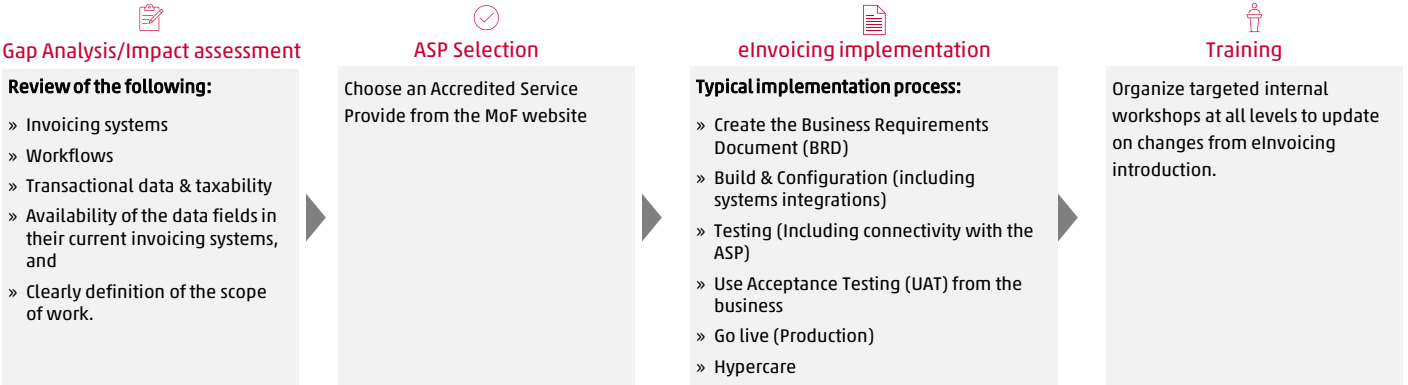 Gap Analysis/Impact assessment
Review of the following:
» Invoicing systems
» Workflows
» Transactional data & taxability
» Availability of the data fields in
their current invoicing systems,
and
» Clearly definition of the scope
of work.
ASP Selection
Choose an Accredited Service
Provide from the MoF website
eInvoicing implementation
Typical implementation process:
» Create the Business Requirements
Document (BRD)
» Build & Configuration (including
systems integrations)
» Testing (Including connectivity with the
ASP)
» Use Acceptance Testing (UAT) from the
business
» Go live (Production)
» Hypercare
Training
Organize targeted internal
workshops at all levels to update
on changes from eInvoicing
introduction.